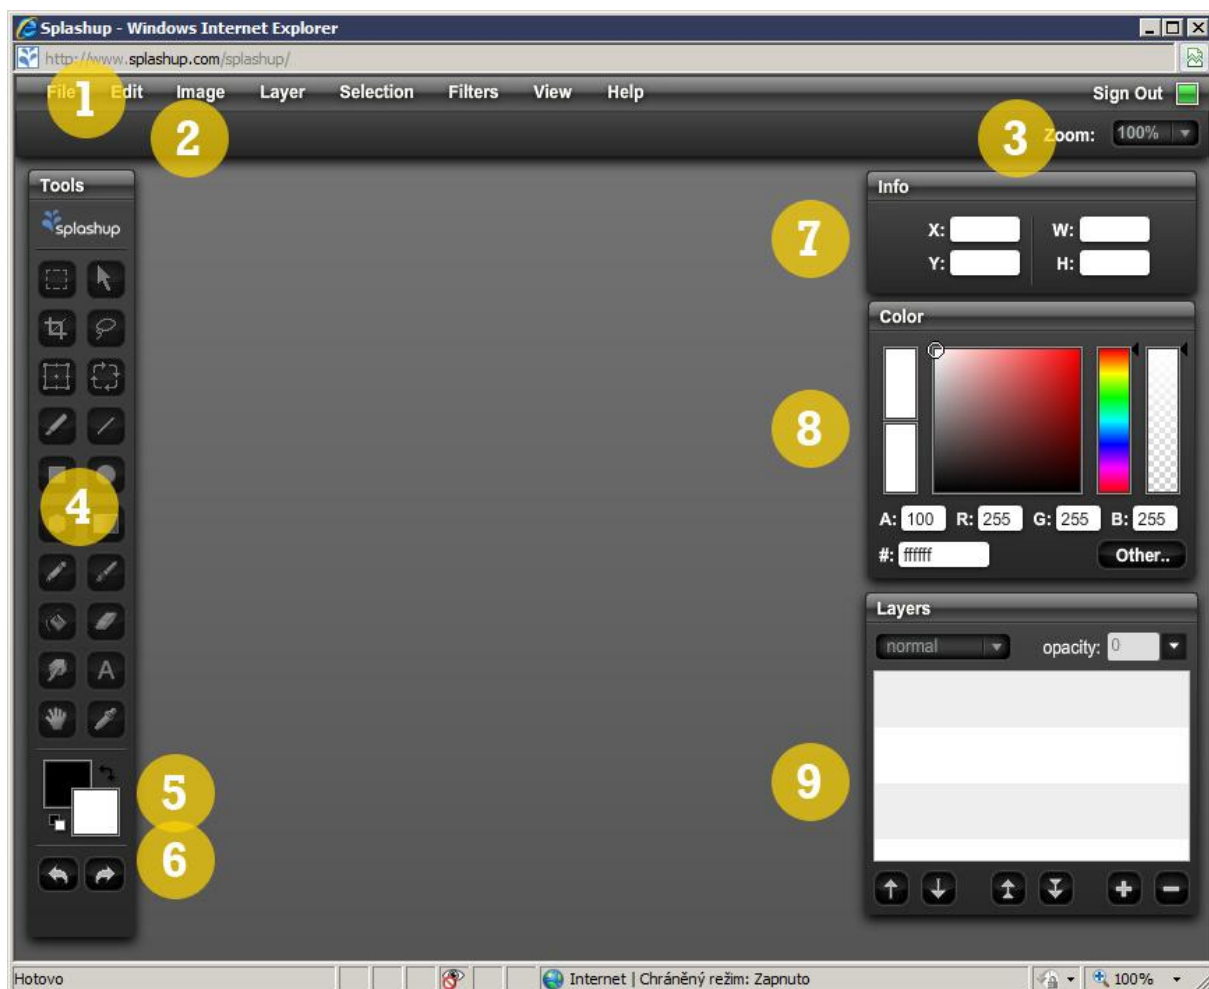 Splashup - Windows Internet Explorer
http://www.splashup.com/splashup/
File Edit Image Layer Selection Filters View Help Sign Out
1
2
3 Zoom: 100%
Tools
splashup
Info
7
X: W:
Y: H:
Color
8
A: 100 R: 255 G: 255 B: 255
#: ffffff Other..
4
A
Layers
normal opacity: 0
5
9
6
Hotovo Internet | Chráněný režim: Zapnuto 100%